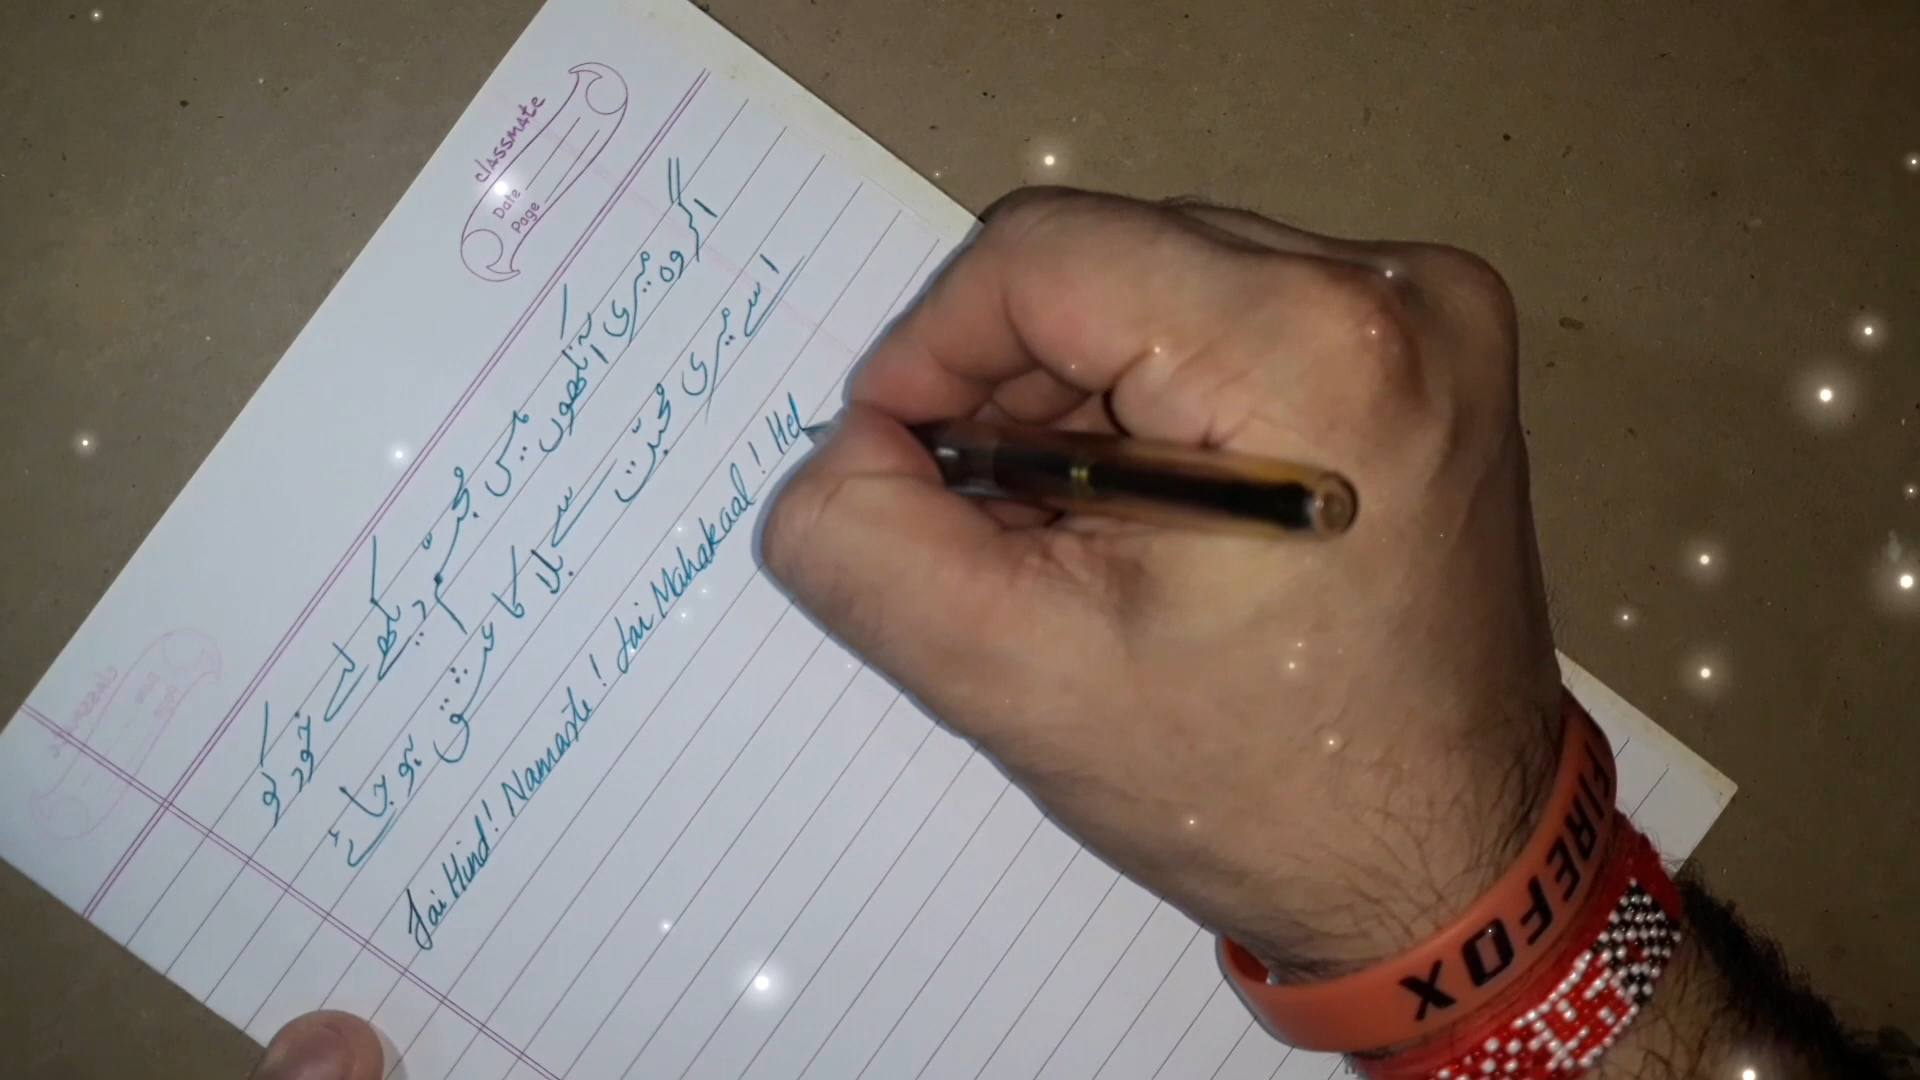 classmate
Date
Page
اگر وہ میری آنکھوں میں مجسّم دیکھ لے خود کو
اسے میری محبّت سے بلا کا عشق ہو جائے
Jai Hind! Namaste! Jai Mahakaal! Hel
FIREFOX